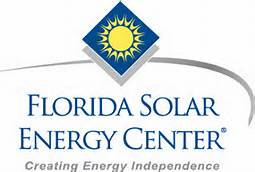 FLORIDA SOLAR
ENERGY CENTER®
Creating Energy Independence